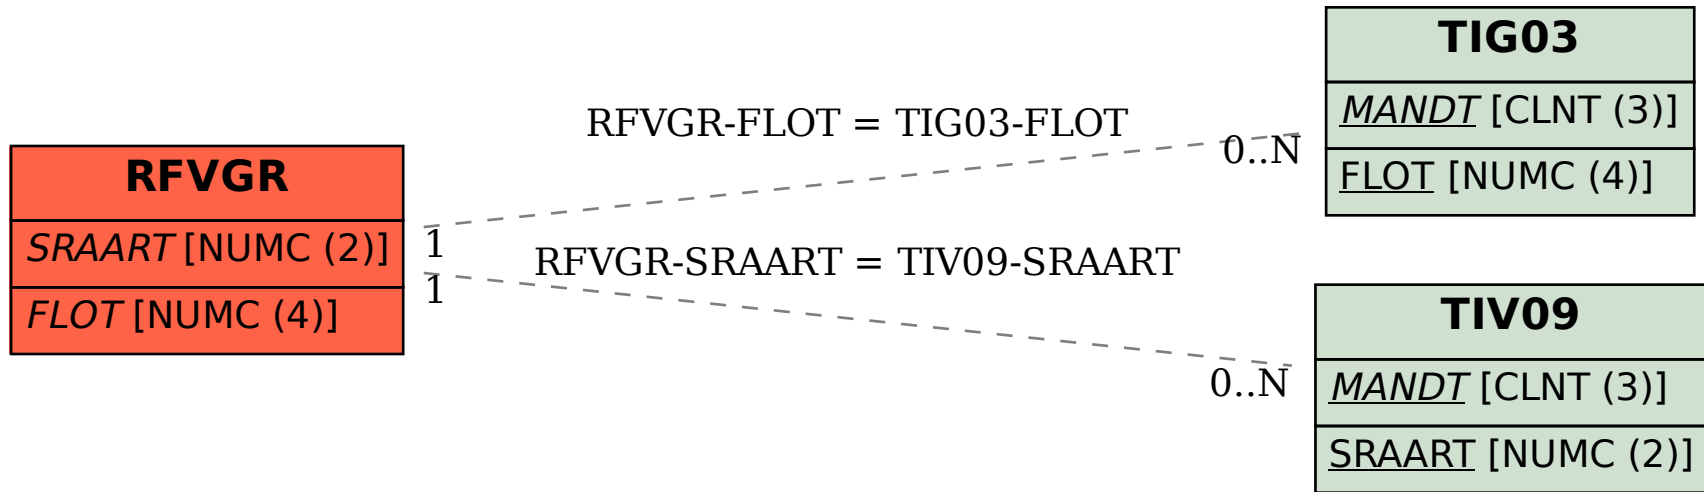 RFVGR
SRAART [NUMC (2)]
FLOT [NUMC (4)]
RFVGR-FLOT = TIG03-FLOT
1
0..N
RFVGR-SRAART = TIV09-SRAART
1
0..N
TIG03
MANDT [CLNT (3)]
FLOT [NUMC (4)]
TIV09
MANDT [CLNT (3)]
SRAART [NUMC (2)]